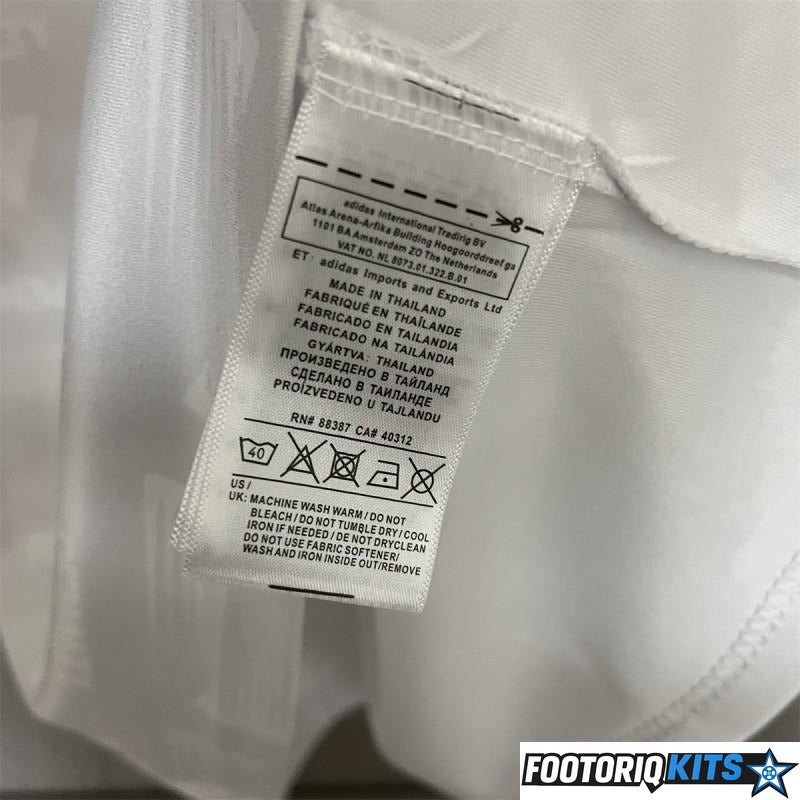 adidas International Tradirig BV
Atlas Arena-Arfika Building Hoogoorddreef ga
1101 BA Amsterdam ZO The Netherlands
VAT NO. NL 8073.01.322.B.01
ET· adidas Imports and Exports Ltd
MADE IN THAILAND
FABRIQUÉ EN THAÏLANDE
FABRICADO EN TAILANDIA
FABRICADO NA TAILÂNDIA
GYÁRTVA: THAILAND
ПРОИЗВЕДЕНО В ТАЙЛАНД
СДЕЛАНО В ТАИЛАНДЕ
PROIZVEDENO U TAJLANDU
RN# 88387 CA# 40312
40
US /
UK: MACHINE WASH WARM / DO NOT
BLEACH / DO NOT TUMBLE DRY / COOL
IRON IF NEEDED / DE NOT DRYCLEAN
DO NOT USE FABRIC SOFTENER/
WASH AND IRON INSIDE OUT/REMOVE
FOOTORIQKITS